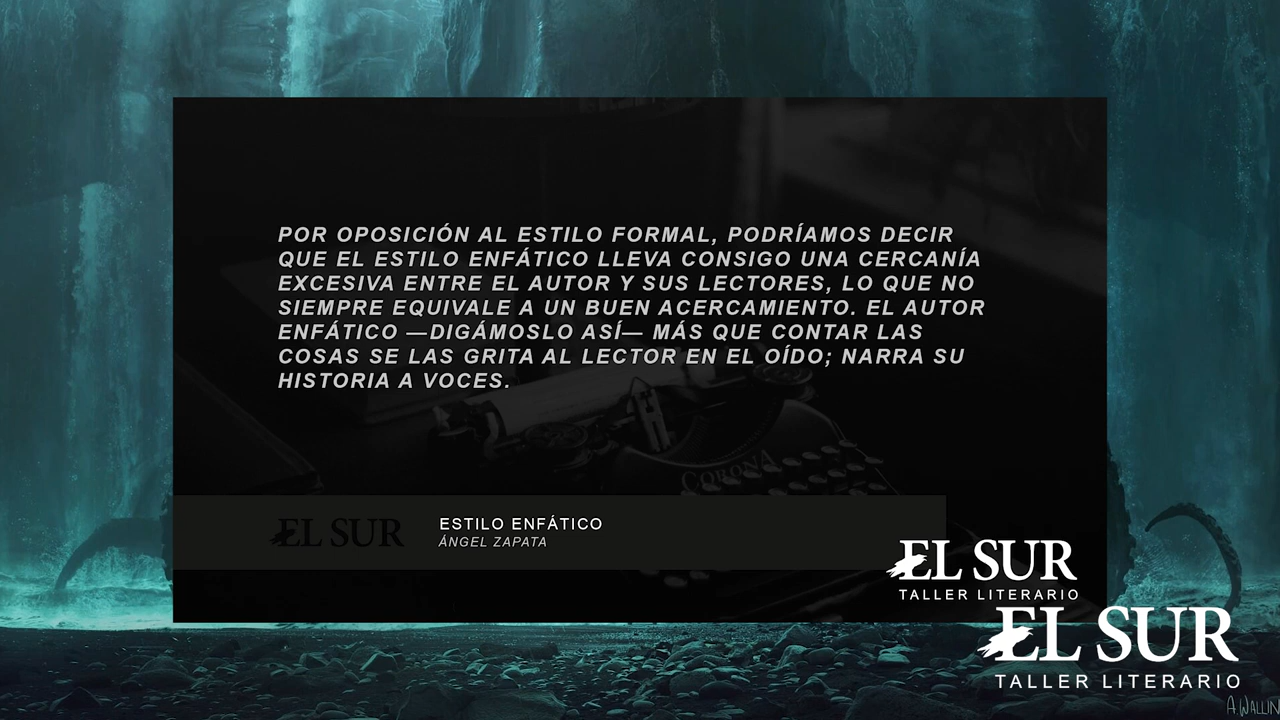 POR OPOSICIÓN AL ESTILO FORMAL, PODRÍAMOS DECIR
QUE EL ESTILO ENFÁTICO LLEVA CONSIGO UNA CERCANÍA
EXCESIVA ENTRE EL AUTOR Y SUS LECTORES, LO QUE NO
SIEMPRE EQUIVALE A UN BUEN ACERCAMIENTO. EL AUTOR
ENFÁTICO —DIGÁMOSLO ASÍ— MÁS QUE CONTAR LAS
COSAS SE LAS GRITA AL LECTOR EN EL OÍDO; NARRA SU
HISTORIA A VOCES.
CORONA
EL SUR
ESTILO ENFÁTICO
ÁNGEL ZAPATA
EL SUR
TALLER LITERARIO
EL SUR
TALLER LITERARIO
A.WALLIN